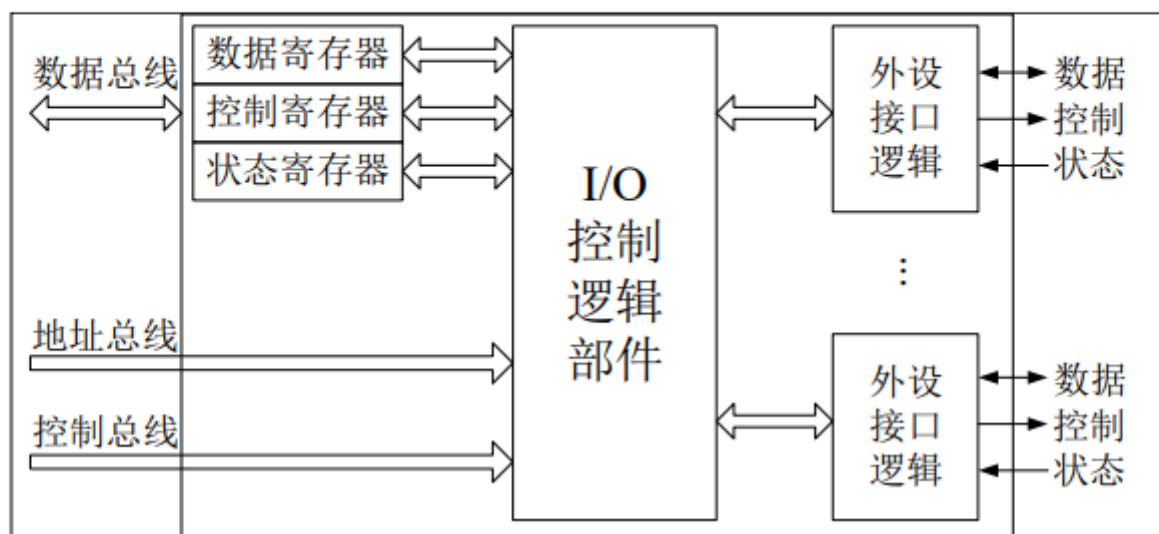 数据总线
数据寄存器
控制寄存器
状态寄存器
地址总线
控制总线
I/O
控制
逻辑
部件
外设
接口
逻辑
数据
控制
状态
⋮
外设
接口
逻辑
数据
控制
状态